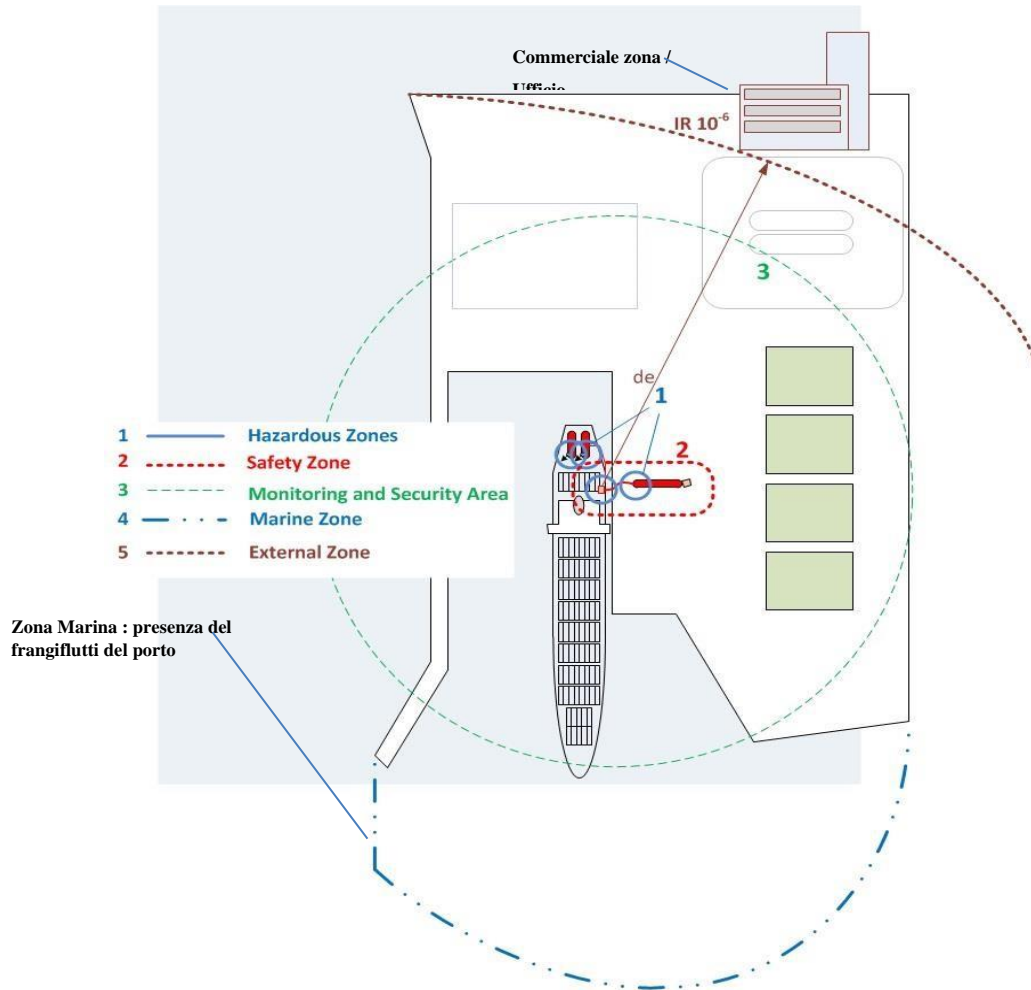 Commerciale zona /
Ufficio
IR 10⁻⁶
3
de
1
2
1 Hazardous Zones
2 Safety Zone
3 Monitoring and Security Area
4 Marine Zone
5 External Zone
Zona Marina : presenza del
frangiflutti del porto